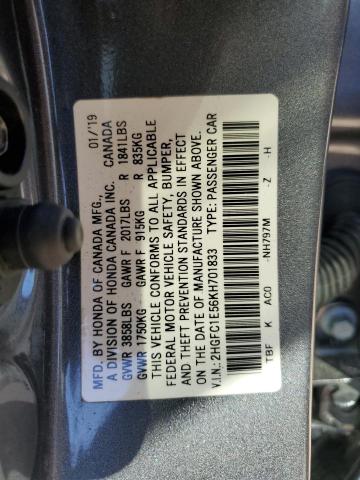 MFD. BY HONDA OF CANADA MFG., 01/'19
A DIVISION OF HONDA CANADA INC. CANADA
GVWR 3858LBS GAWR F 2017LBS R 1841LBS
GVWR 1750KG GAWR F 915KG R 835KG
THIS VEHICLE CONFORMS TO ALL APPLICABLE
FEDERAL MOTOR VEHICLE SAFETY, BUMPER,
AND THEFT PREVENTION STANDARDS IN EFFECT
ON THE DATE OF MANUFACTURE SHOWN ABOVE.
V.I.N.: 2HGFC1E56KH701833 TYPE: PASSENGER CAR
TBF K AC0 -NH797M -Z -H